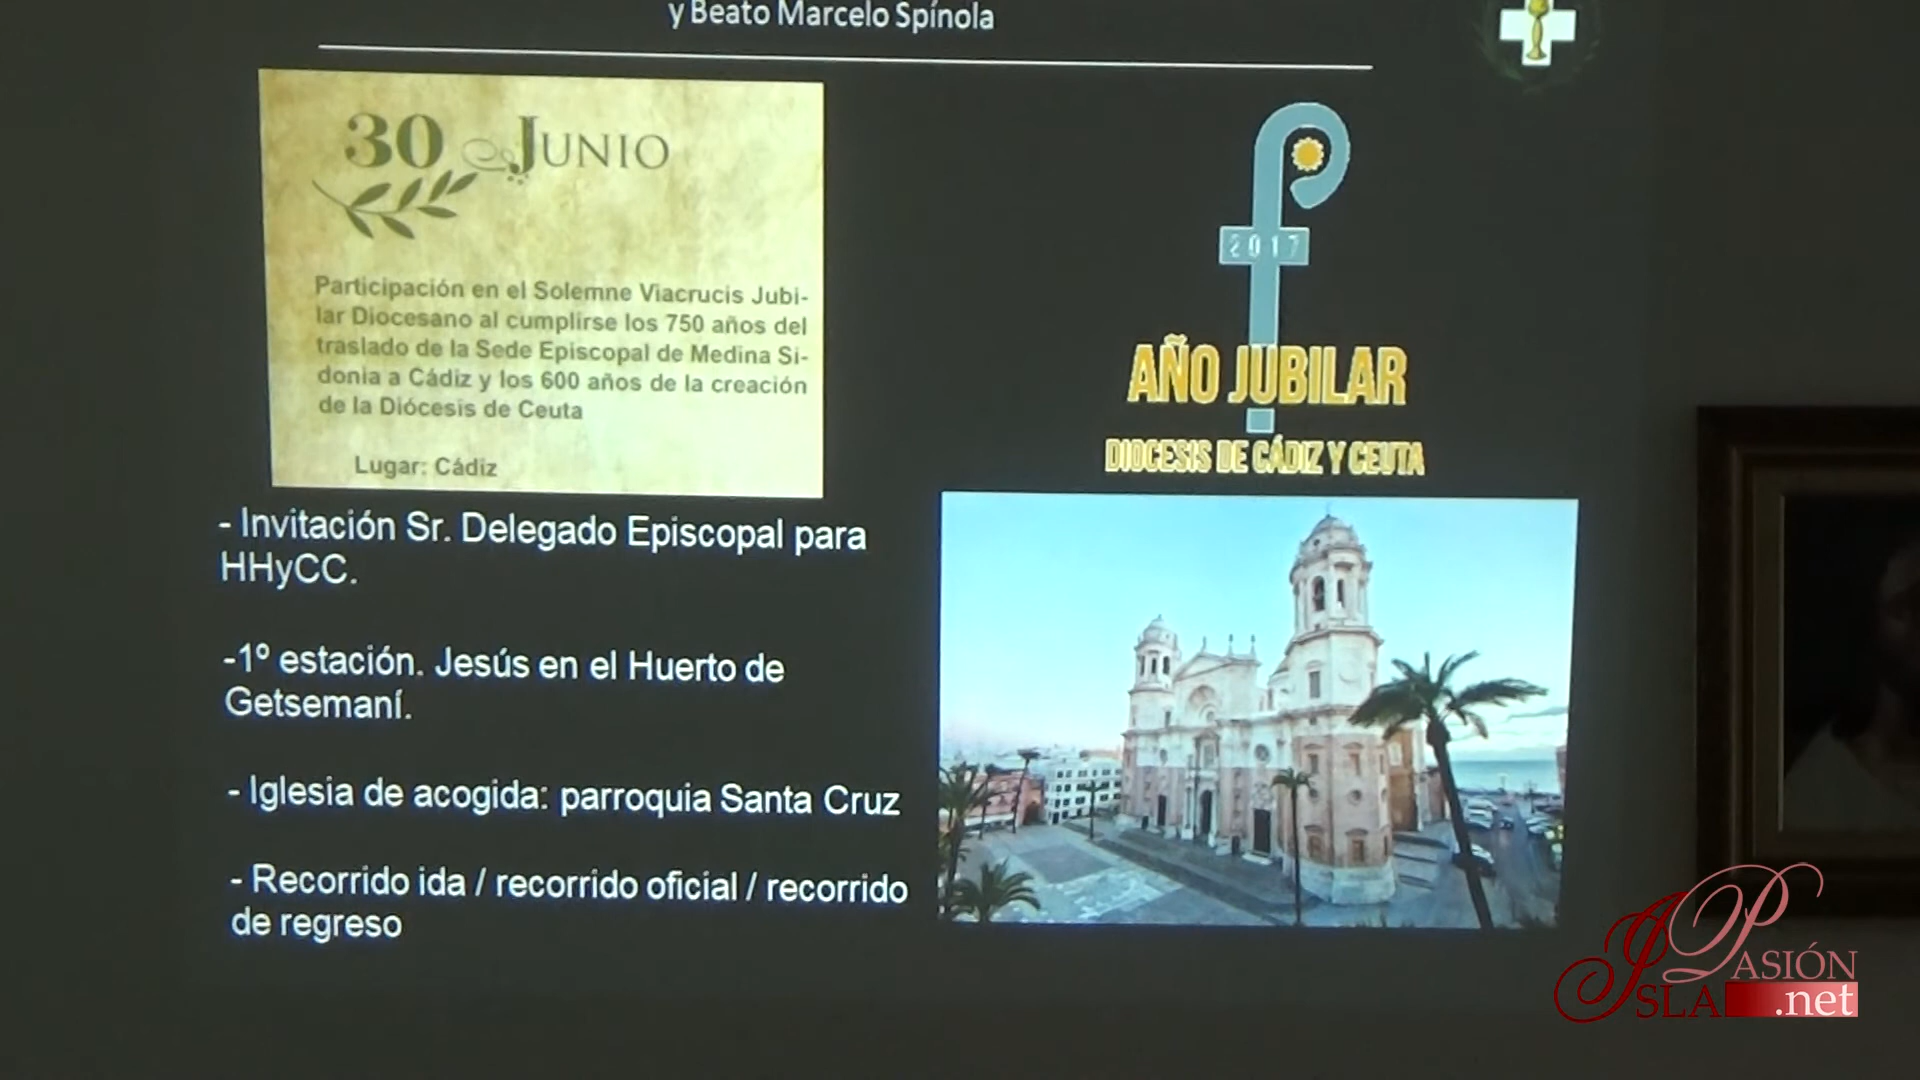 y Beato Marcelo Spínola
30 JUNIO
Participación en el Solemne Viacrucis Jubi-
lar Diocesano al cumplirse los 750 años del
traslado de la Sede Episcopal de Medina Si-
donia a Cádiz y los 600 años de la creación
de la Diócesis de Ceuta
Lugar: Cádiz
2017
AÑO JUBILAR
DIOCESIS DE CÁDIZ Y CEUTA
- Invitación Sr. Delegado Episcopal para
HHyCC.
-1º estación. Jesús en el Huerto de
Getsemaní.
- Iglesia de acogida: parroquia Santa Cruz
- Recorrido ida / recorrido oficial / recorrido
de regreso
PASIÓN
ISLA .net